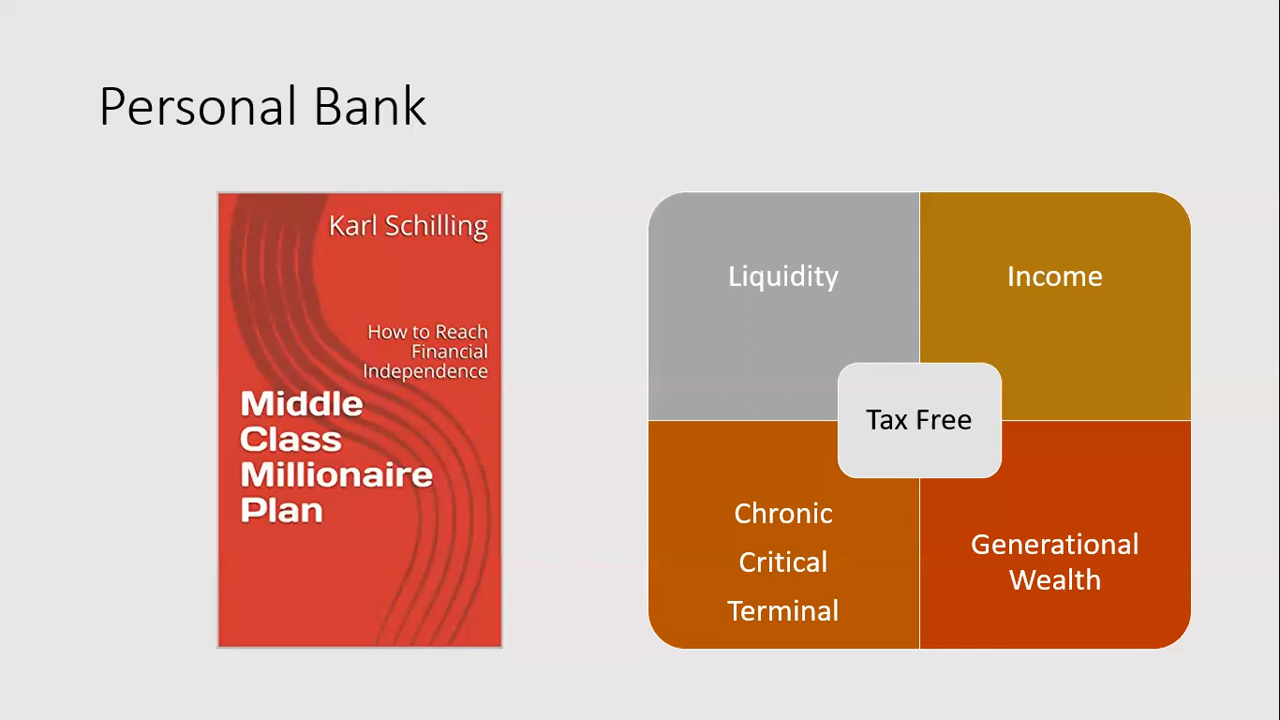 Personal Bank
Karl Schilling
How to Reach
Financial
Independence
Middle
Class
Millionaire
Plan
Liquidity
Income
Tax Free
Chronic
Critical
Terminal
Generational
Wealth